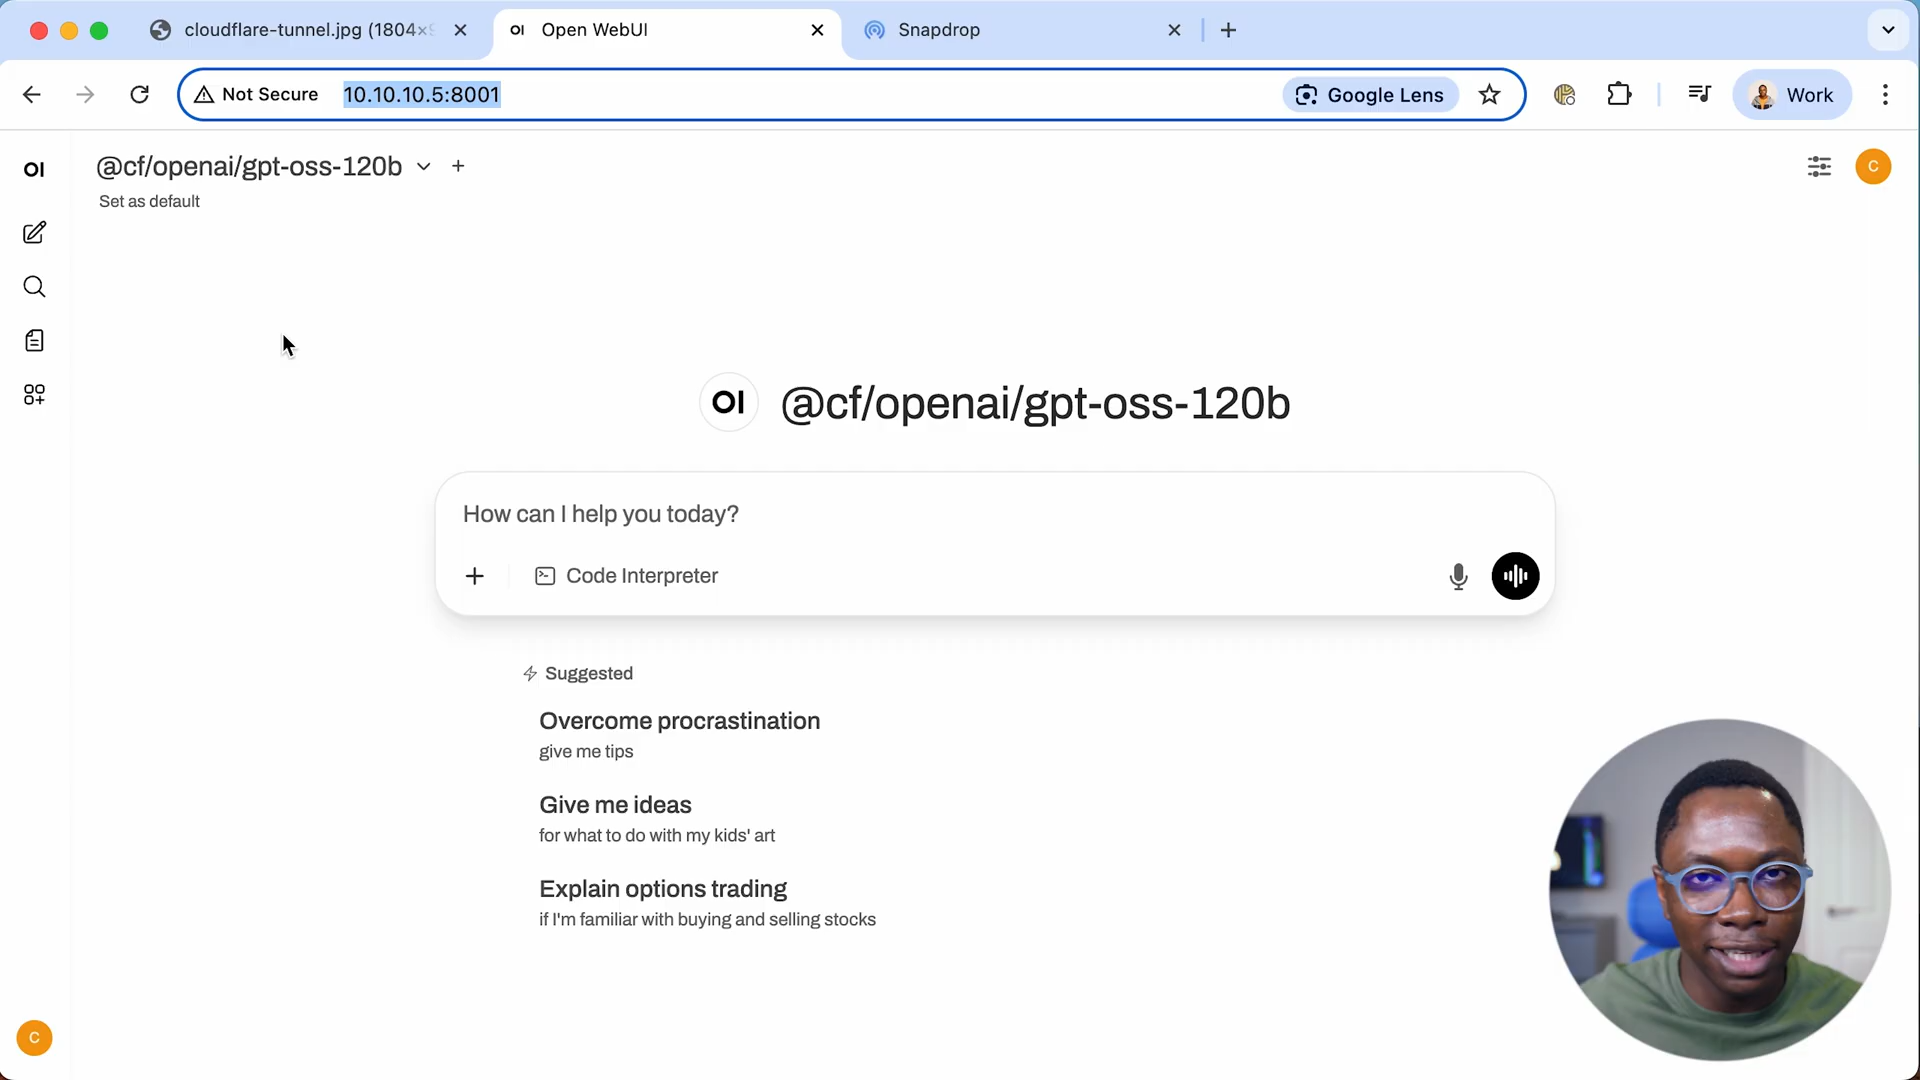 cloudflare-tunnel.jpg (1804×9
OI Open WebUI
Snapdrop
Not Secure 10.10.10.5:8001
Google Lens
Work
OI
@cf/openai/gpt-oss-120b
Set as default
C
OI @cf/openai/gpt-oss-120b
How can I help you today?
Code Interpreter
Suggested
Overcome procrastination
give me tips
Give me ideas
for what to do with my kids' art
Explain options trading
if I'm familiar with buying and selling stocks
C